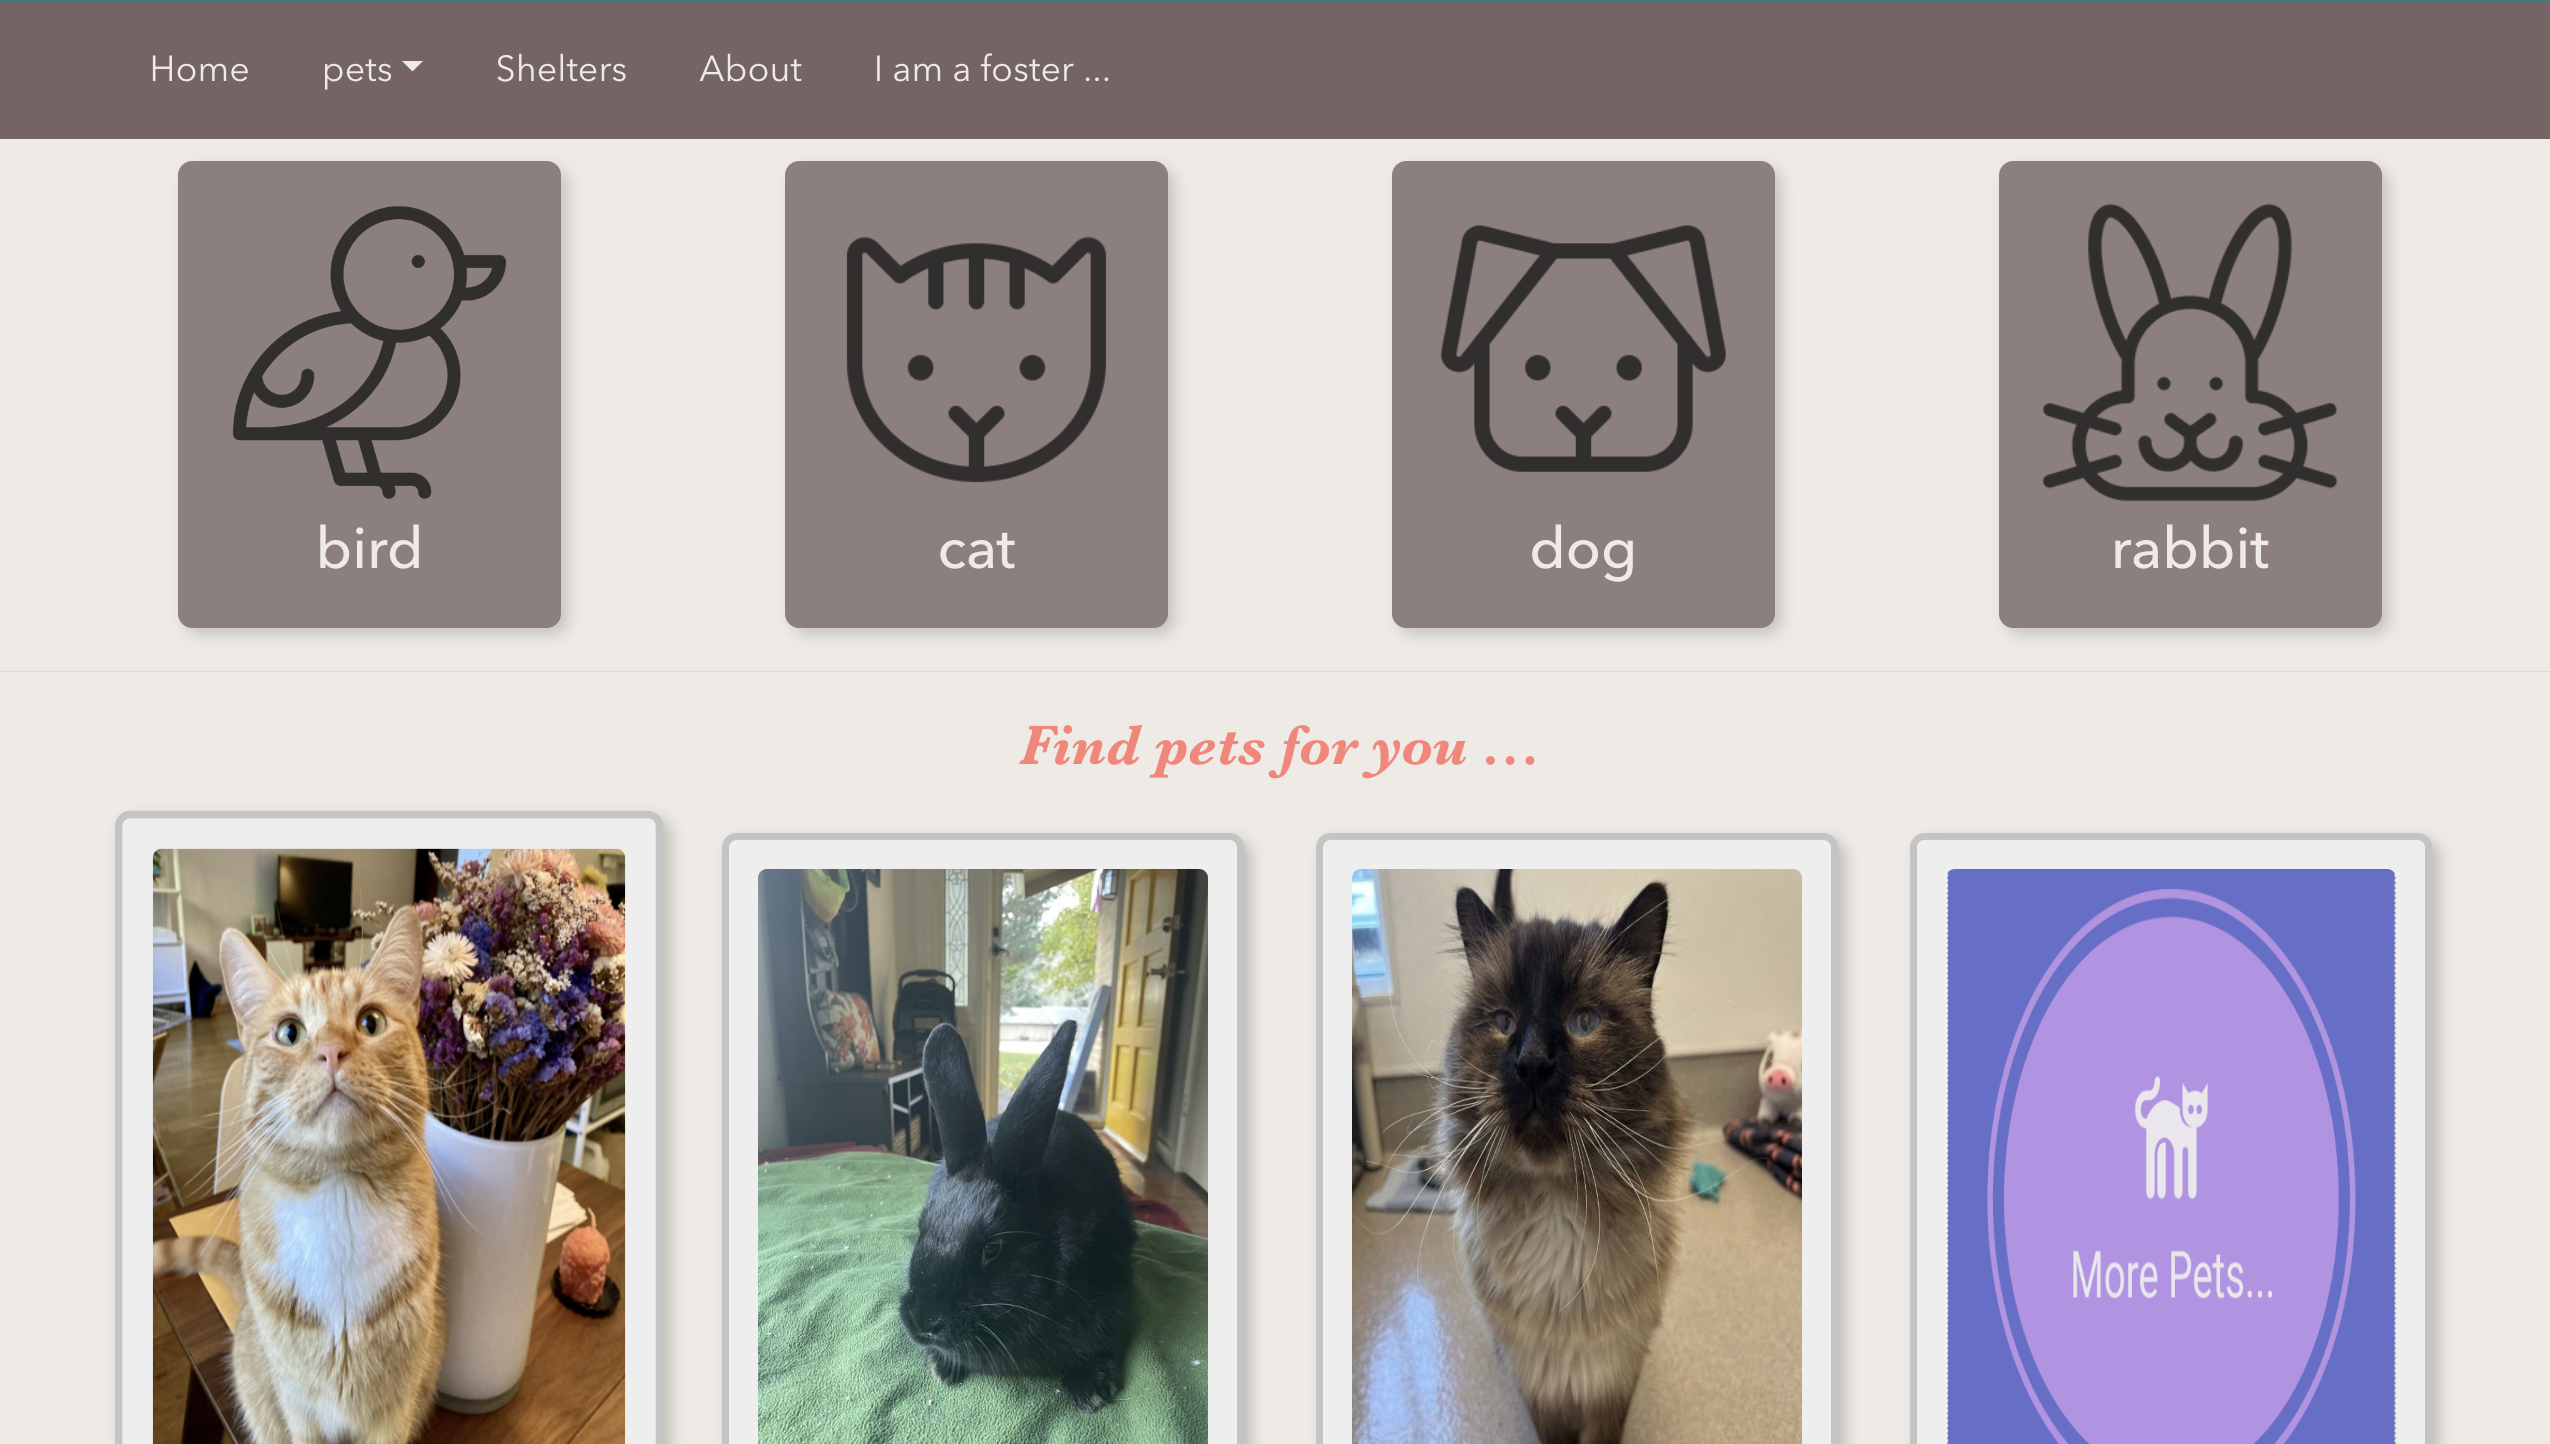 Home pets Shelters About I am a foster ...
bird cat dog rabbit
Find pets for you ...
More Pets...